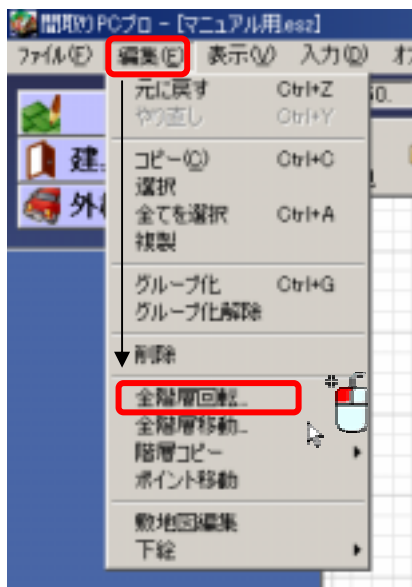 間取りPCプロ - [マニュアル用.esz]
ファイル(F) 編集(E) 表示(V) 入力(D) オ
元に戻す Ctrl+Z
やり直し Ctrl+Y
コピー(C) Ctrl+C
選択
全てを選択 Ctrl+A
複製
グループ化 Ctrl+G
グループ化解除
削除
全階層回転...
全階層移動...
階層コピー
ポイント移動
敷地図編集
下絵
建
外